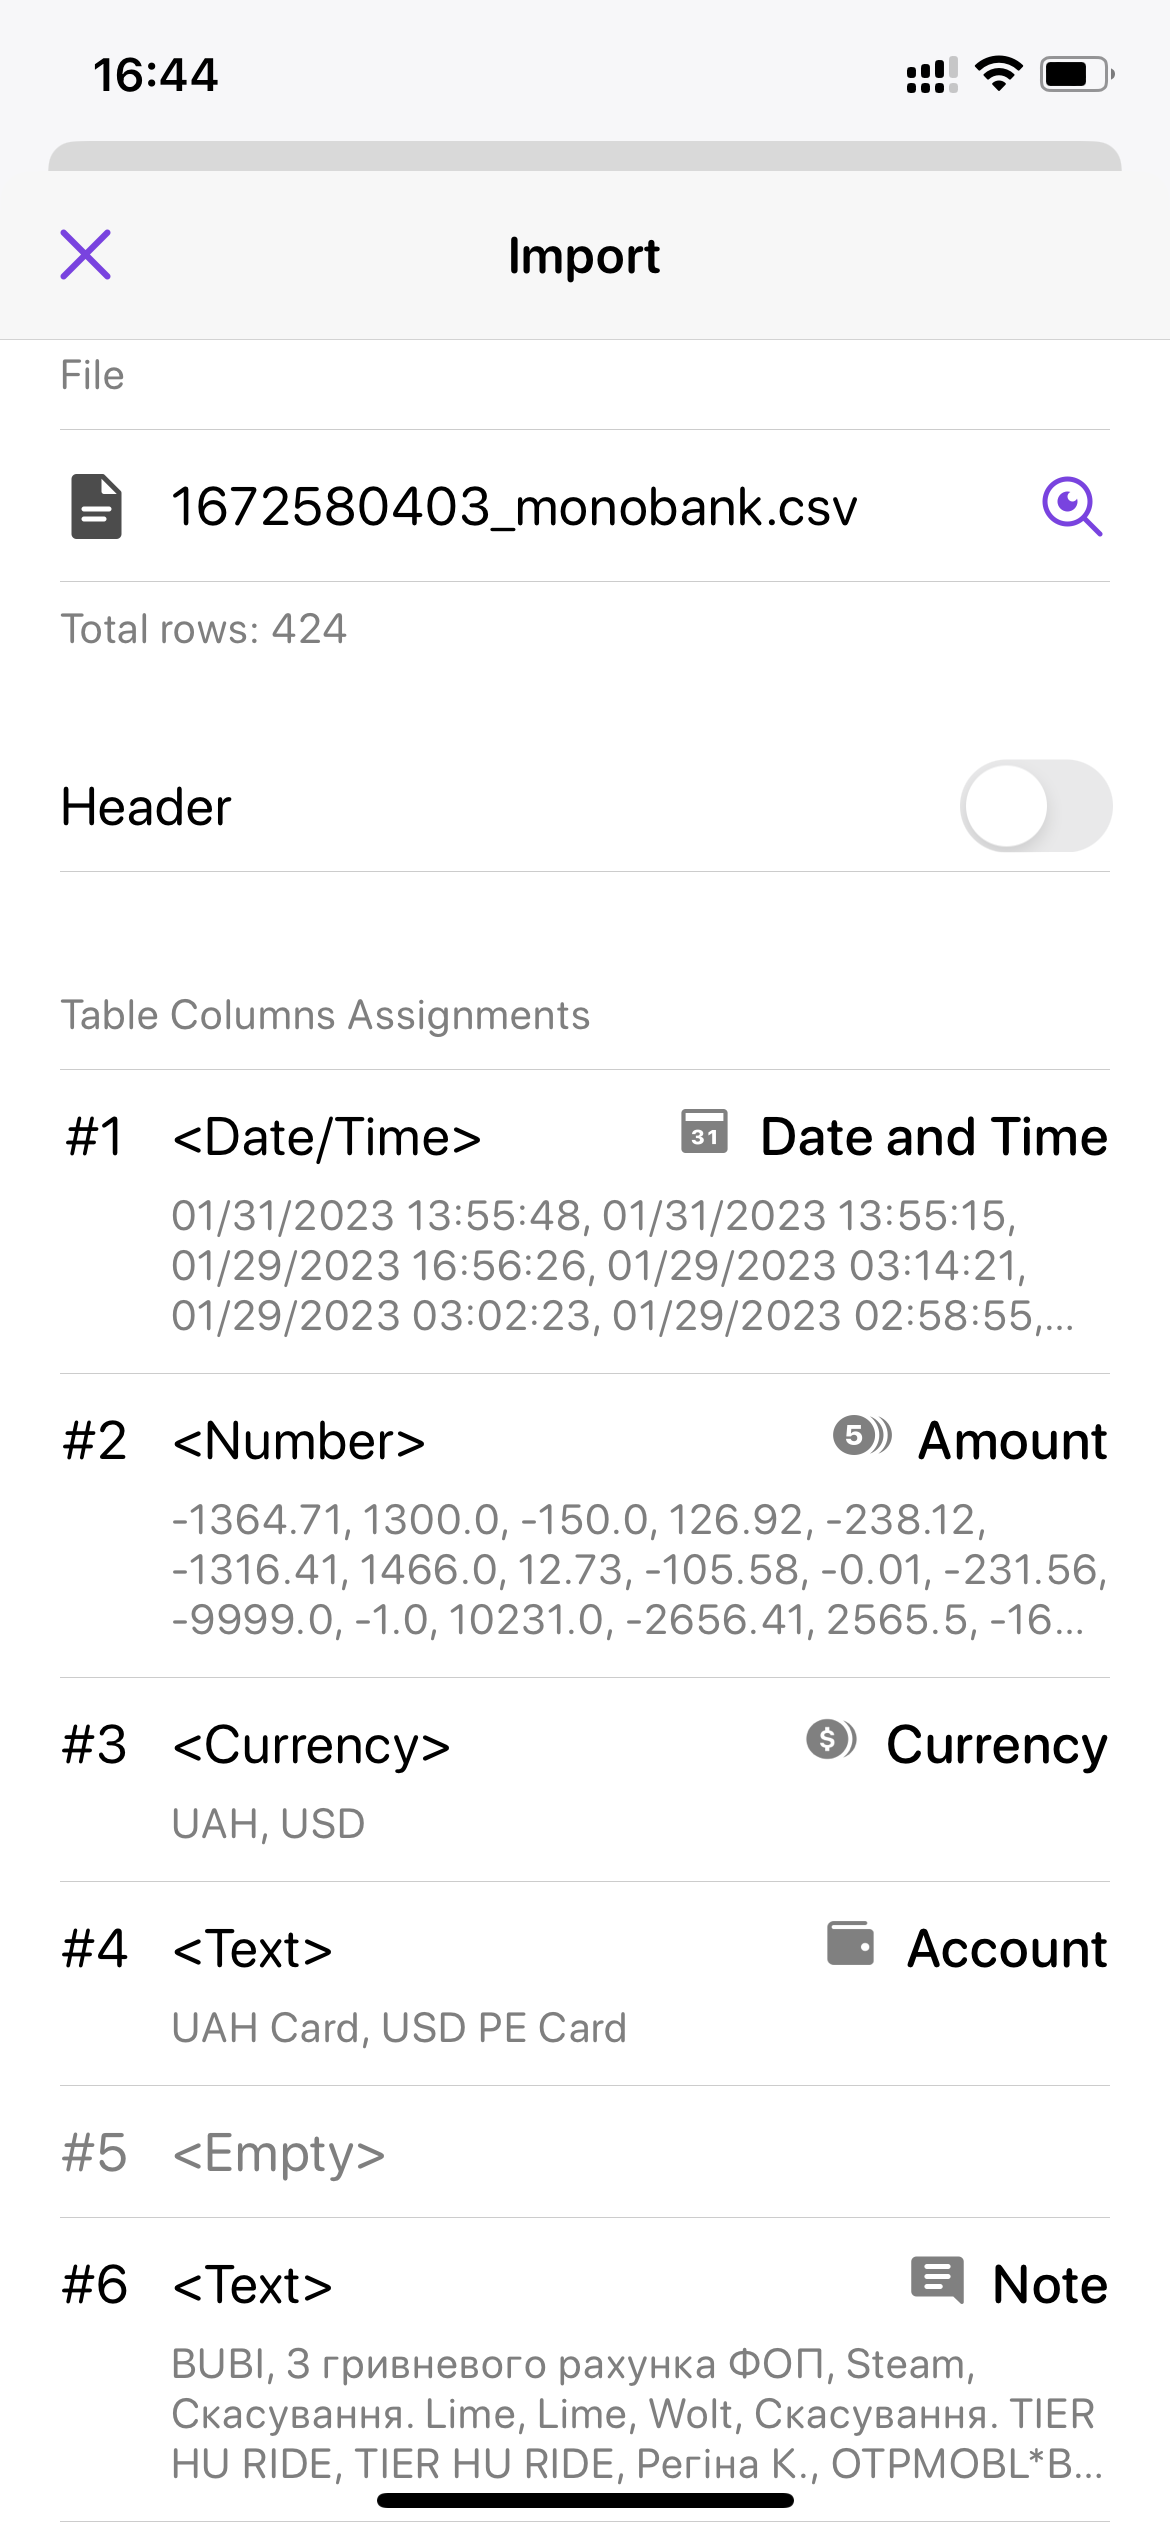 16:44
Import
File
1672580403_monobank.csv
Total rows: 424
Header
Table Columns Assignments
#1 <Date/Time> 31 Date and Time
01/31/2023 13:55:48, 01/31/2023 13:55:15,
01/29/2023 16:56:26, 01/29/2023 03:14:21,
01/29/2023 03:02:23, 01/29/2023 02:58:55,...
#2 <Number> 5 Amount
-1364.71, 1300.0, -150.0, 126.92, -238.12,
-1316.41, 1466.0, 12.73, -105.58, -0.01, -231.56,
-9999.0, -1.0, 10231.0, -2656.41, 2565.5, -16...
#3 <Currency> $ Currency
UAH, USD
#4 <Text> Account
UAH Card, USD PE Card
#5 <Empty>
#6 <Text> Note
BUBI, З гривневого рахунка ФОП, Steam,
Скасування. Lime, Lime, Wolt, Скасування. TIER
HU RIDE, TIER HU RIDE, Регіна К., OTPMOBL*B...